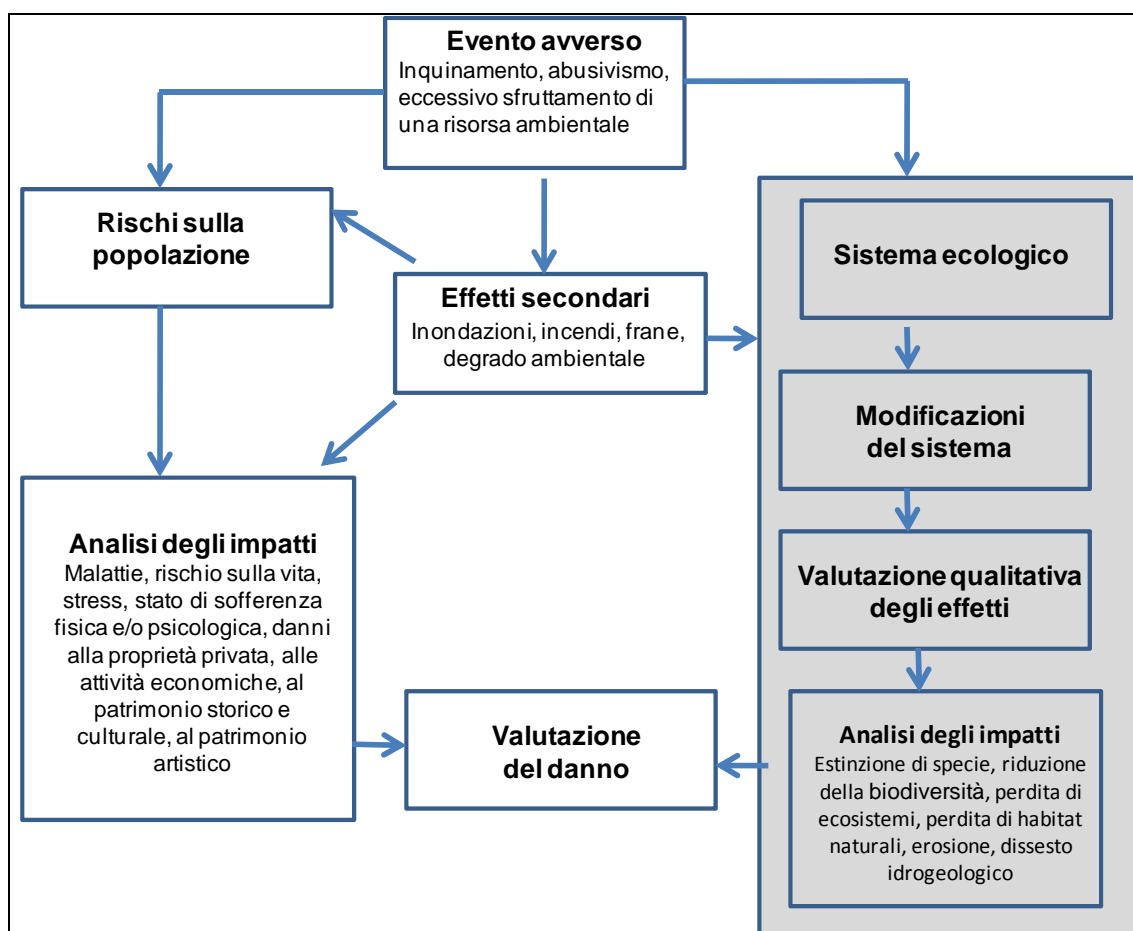 Evento avverso
Inquinamento, abusivismo,
eccessivo sfruttamento di
una risorsa ambientale
Rischi sulla
popolazione
Effetti secondari
Inondazioni, incendi, frane,
degrado ambientale
Sistema ecologico
Modificazioni
del sistema
Valutazione qualitativa
degli effetti
Analisi degli impatti
Malattie, rischio sulla vita,
stress, stato di sofferenza
fisica e/o psicologica, danni
alla proprietà privata, alle
attività economiche, al
patrimonio storico e
culturale, al patrimonio
artistico
Valutazione
del danno
Analisi degli impatti
Estinzione di specie, riduzione
della biodiversità, perdita di
ecosistemi, perdita di habitat
naturali, erosione, dissesto
idrogeologico